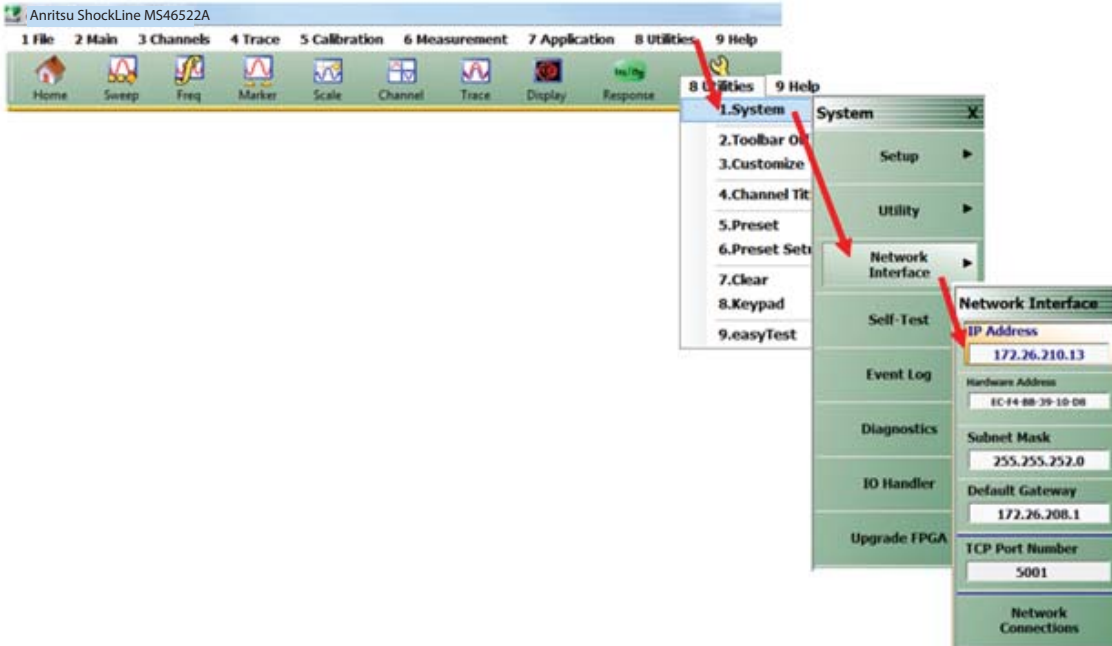 Anritsu ShockLine MS46522A
1 File 2 Main 3 Channels 4 Trace 5 Calibration 6 Measurement 7 Application 8 Utilities 9 Help
Home Sweep Freq Marker Scale Channel Trace Display Response
8 Utilities 9 Help
1.System
2.Toolbar
3.Customize
4.Channel Tit
5.Preset
6.Preset Setu
7.Clear
8.Keypad
9.easyTest
System X
Setup
Utility
Network
Interface
Self-Test
Event Log
Diagnostics
IO Handler
Upgrade FPGA
Network Interface
IP Address
172.26.210.13
Hardware Address
EC-F4-BB-39-10-D8
Subnet Mask
255.255.252.0
Default Gateway
172.26.208.1
TCP Port Number
5001
Network
Connections